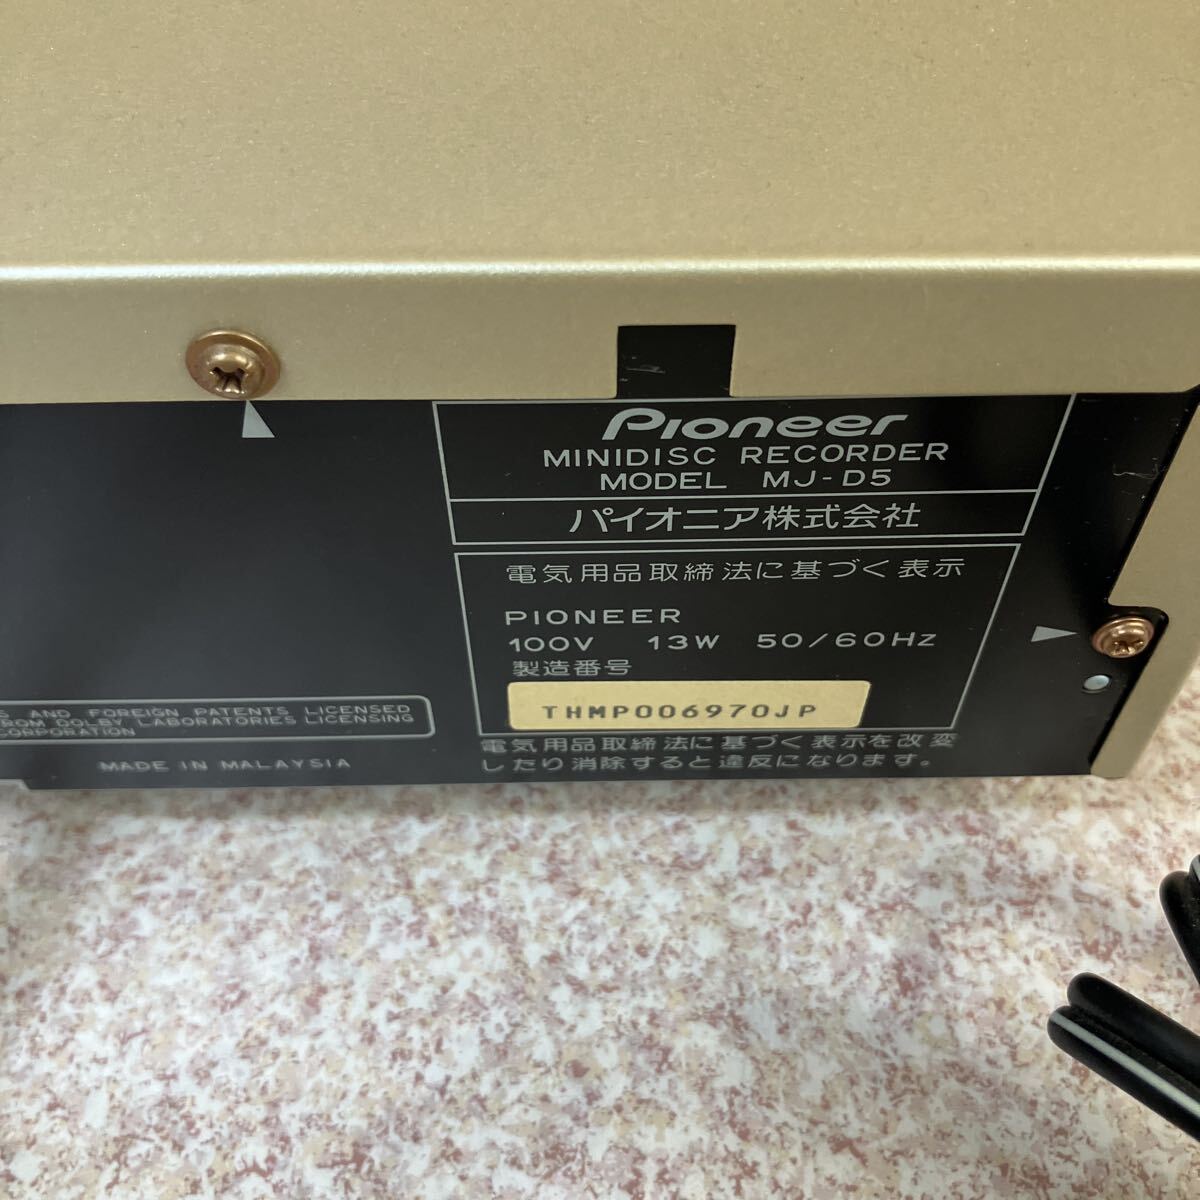 Pioneer
MINIDISC RECORDER
MODEL MJ-D5
パイオニア株式会社
電気用品取締法に基づく表示
PIONEER
100V 13W 50/60Hz
製造番号
THMP006970JP
電気用品取締法に基づく表示を改変
したり消除すると違反になります。
AND FOREIGN PATENTS LICENSED
FROM DOLBY LABORATORIES LICENSING
CORPORATION
MADE IN MALAYSIA